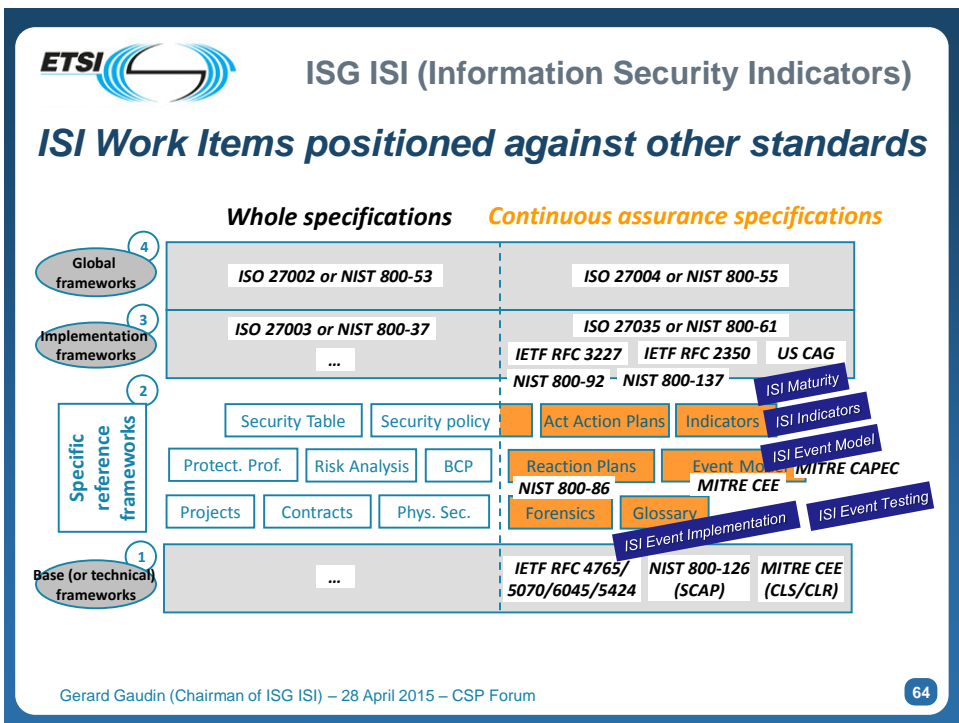 ETSI
ISG ISI (Information Security Indicators)
ISI Work Items positioned against other standards
Whole specifications
Continuous assurance specifications
4
Global
frameworks
ISO 27002 or NIST 800-53
ISO 27004 or NIST 800-55
3
Implementation
frameworks
ISO 27003 or NIST 800-37
...
ISO 27035 or NIST 800-61
IETF RFC 3227
IETF RFC 2350
US CAG
NIST 800-92
NIST 800-137
ISI Maturity
2
Specific
reference
frameworks
Security Table
Security policy
Act Action Plans
Indicators
ISI Indicators
Protect. Prof.
Risk Analysis
BCP
Reaction Plans
Event Model
ISI Event Model
MITRE CAPEC
NIST 800-86
MITRE CEE
Projects
Contracts
Phys. Sec.
Forensics
Glossary
ISI Event Implementation
ISI Event Testing
1
Base (or technical)
frameworks
...
IETF RFC 4765/
5070/6045/5424
NIST 800-126
(SCAP)
MITRE CEE
(CLS/CLR)
Gerard Gaudin (Chairman of ISG ISI) – 28 April 2015 – CSP Forum
64